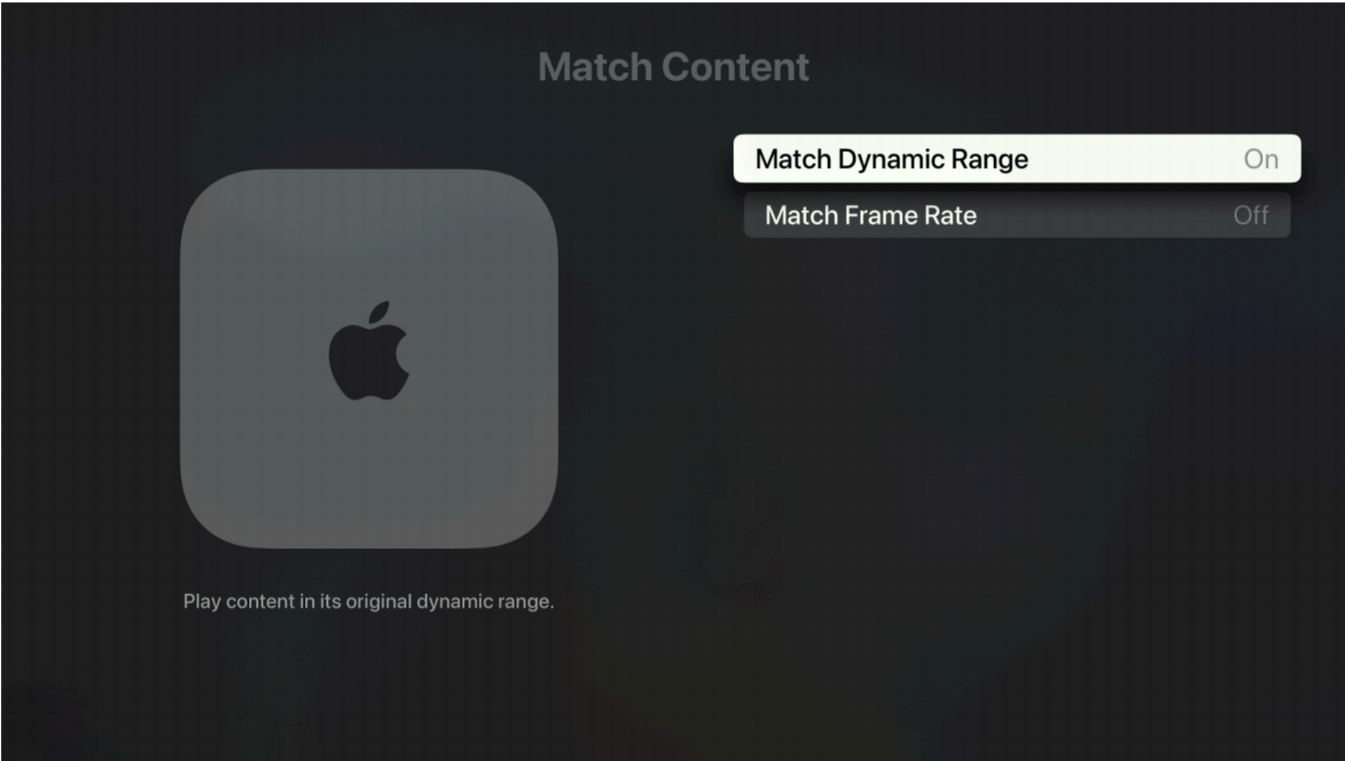 Match Content
Match Dynamic Range On
Match Frame Rate Off
Play content in its original dynamic range.